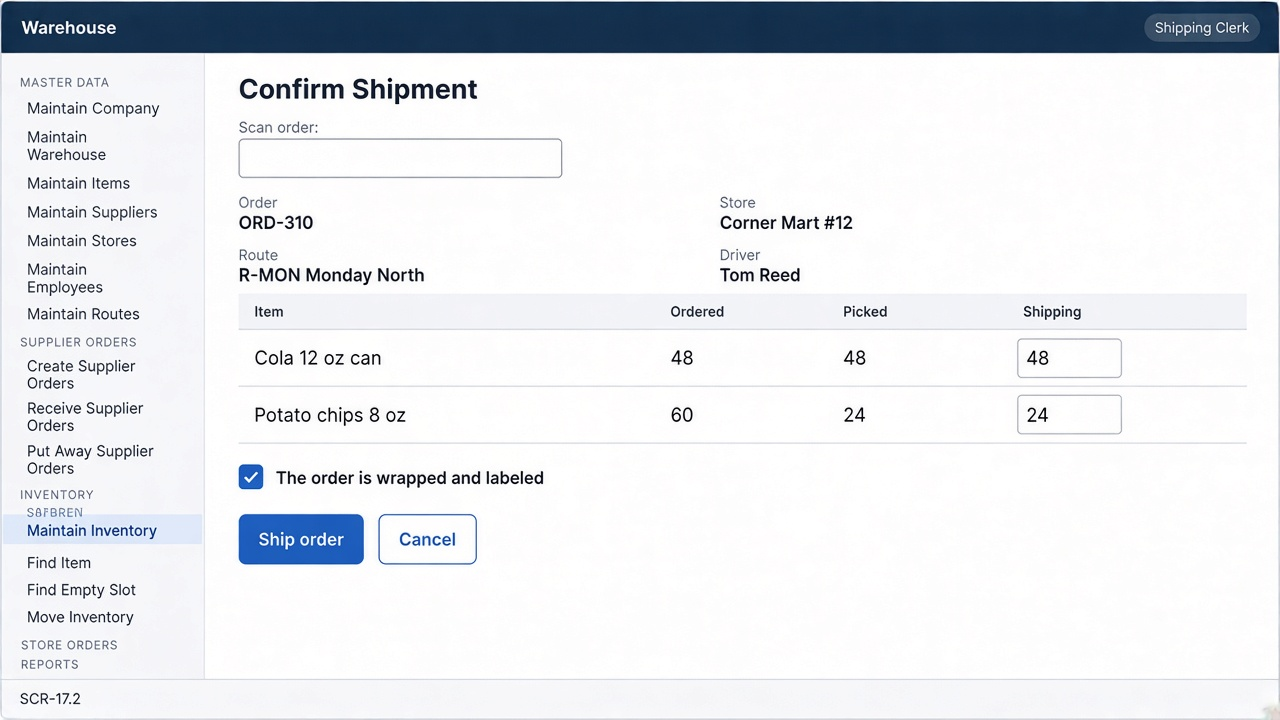 Warehouse
Shipping Clerk
MASTER DATA
Maintain Company
Maintain
Warehouse
Maintain Items
Maintain Suppliers
Maintain Stores
Maintain
Employees
Maintain Routes
SUPPLIER ORDERS
Create Supplier
Orders
Receive Supplier
Orders
Put Away Supplier
Orders
INVENTORY
Maintain Inventory
Find Item
Find Empty Slot
Move Inventory
STORE ORDERS
REPORTS
Confirm Shipment
Scan order:
Order
ORD-310
Store
Corner Mart #12
Route
R-MON Monday North
Driver
Tom Reed
Item Ordered Picked Shipping
Cola 12 oz can 48 48 48
Potato chips 8 oz 60 24 24
The order is wrapped and labeled
Ship order
Cancel
SCR-17.2